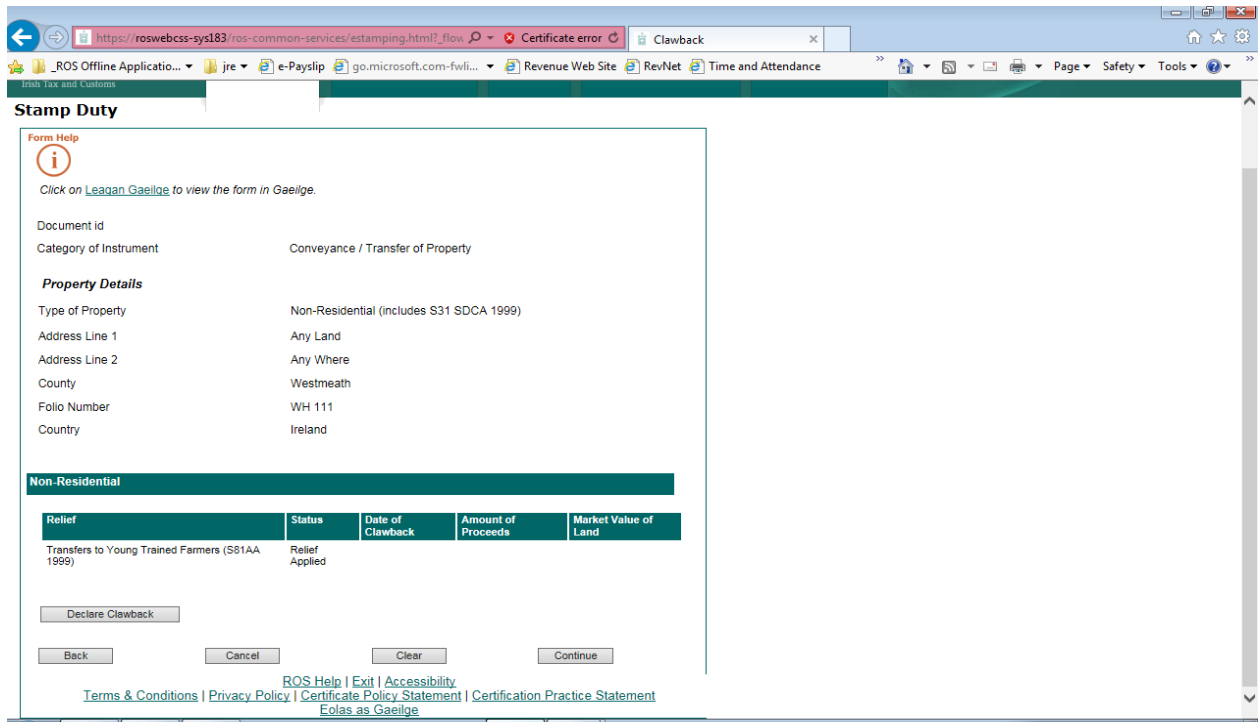 https://roswebcss-sys183/ros-common-services/estamping.html?_flow
Certificate error
Clawback
_ROS Offline Applicatio...
jre
e-Payslip
go.microsoft.com-fwli...
Revenue Web Site
RevNet
Time and Attendance
Page
Safety
Tools
Irish Tax and Customs
Stamp Duty
Form Help
i
Click on Leagan Gaeilge to view the form in Gaeilge.
Document id
Category of Instrument Conveyance / Transfer of Property
Property Details
Type of Property Non-Residential (includes S31 SDCA 1999)
Address Line 1 Any Land
Address Line 2 Any Where
County Westmeath
Folio Number WH 111
Country Ireland
Non-Residential
Relief Status Date of Clawback Amount of Proceeds Market Value of Land
Transfers to Young Trained Farmers (S81AA 1999) Relief Applied
Declare Clawback
Back Cancel Clear Continue
ROS Help | Exit | Accessibility
Terms & Conditions | Privacy Policy | Certificate Policy Statement | Certification Practice Statement
Eolas as Gaeilge